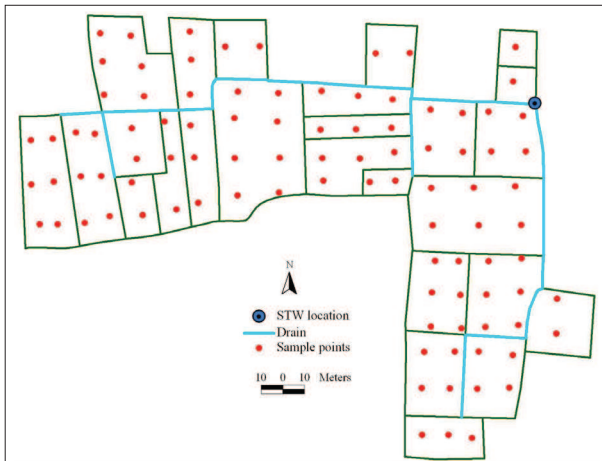 N
STW location
Drain
Sample points
10 0 10 Meters